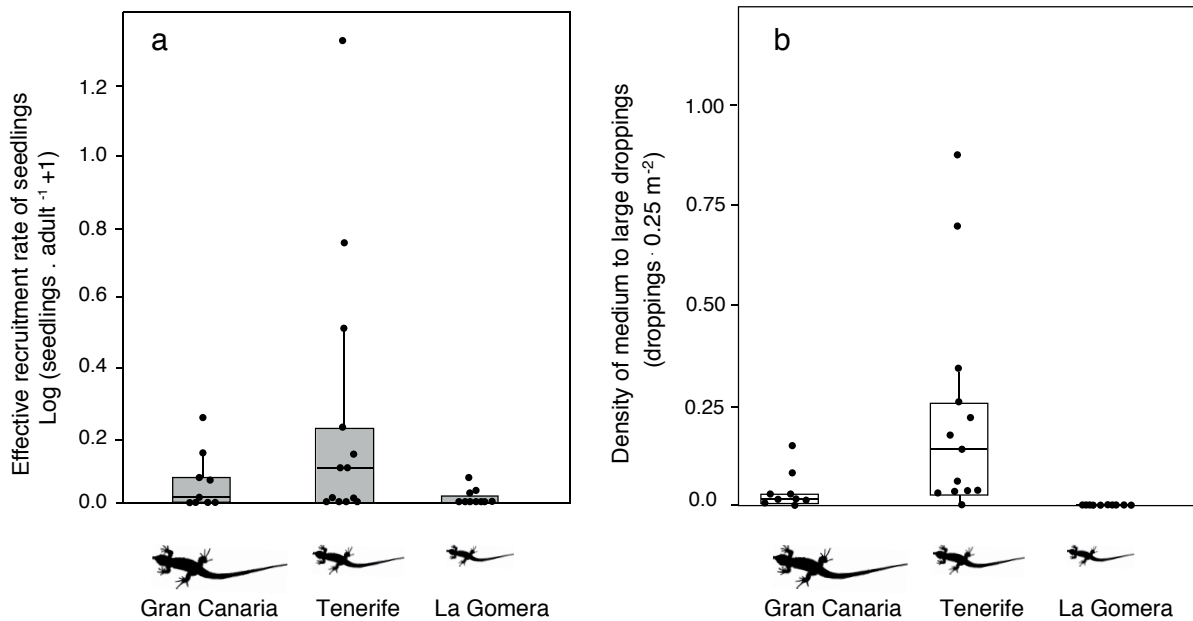 a
Effective recruitment rate of seedlings
Log (seedlings . adult ⁻¹ +1)
1.2
1.0
0.8
0.6
0.4
0.2
0.0
Gran Canaria Tenerife La Gomera
b
Density of medium to large droppings
(droppings · 0.25 m⁻²)
1.00
0.75
0.50
0.25
0.0
Gran Canaria Tenerife La Gomera